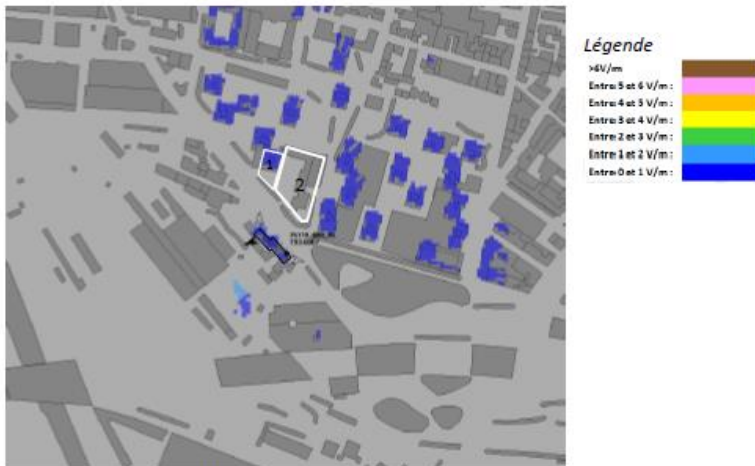 Légende
>6V/m
Entre 5 et 6 V/m :
Entre 4 et 5 V/m :
Entre 3 et 4 V/m :
Entre 2 et 3 V/m :
Entre 1 et 2 V/m :
Entre 0 et 1 V/m :
1
2